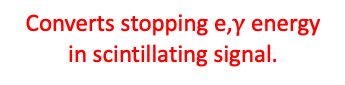 Converts stopping e,γ energy
in scintillating signal.